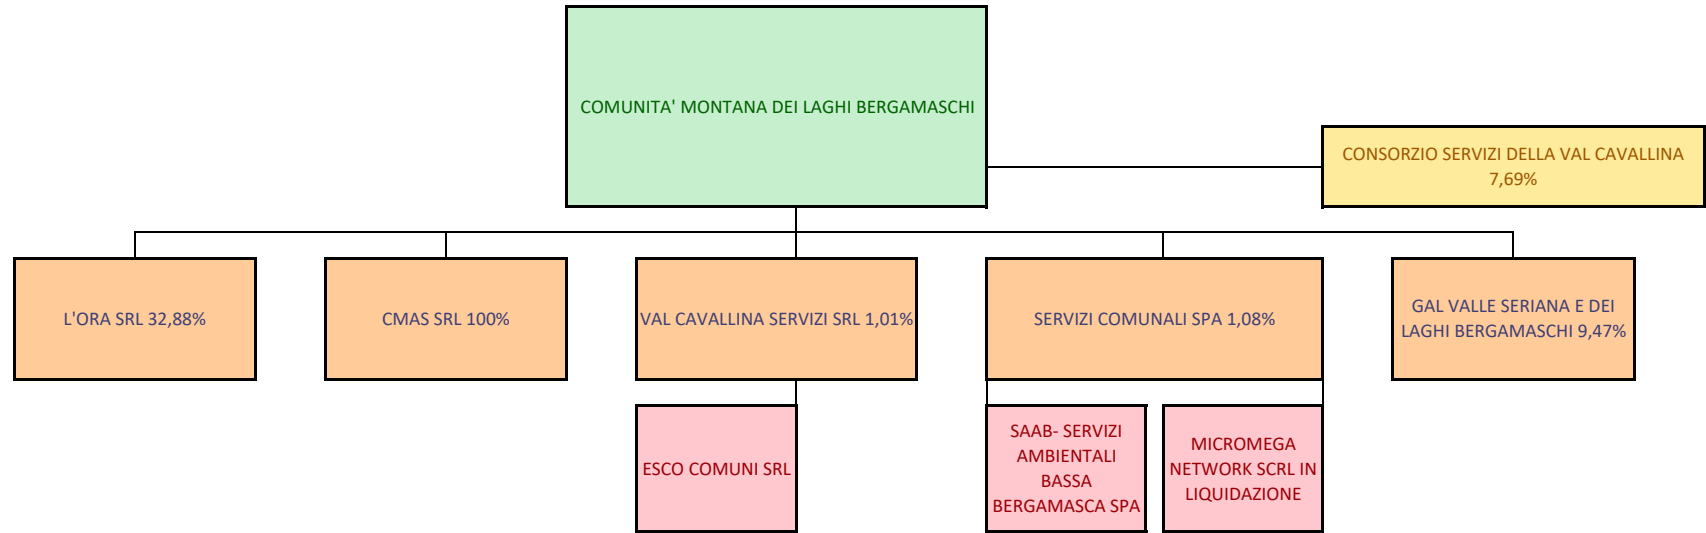 COMUNITA' MONTANA DEI LAGHI BERGAMASCHI
CONSORZIO SERVIZI DELLA VAL CAVALLINA
7,69%
L'ORA SRL 32,88%
CMAS SRL 100%
VAL CAVALLINA SERVIZI SRL 1,01%
SERVIZI COMUNALI SPA 1,08%
GAL VALLE SERIANA E DEI
LAGHI BERGAMASCHI 9,47%
ESCO COMUNI SRL
SAAB- SERVIZI
AMBIENTALI
BASSA
BERGAMASCA SPA
MICROMEGA
NETWORK SCRL IN
LIQUIDAZIONE